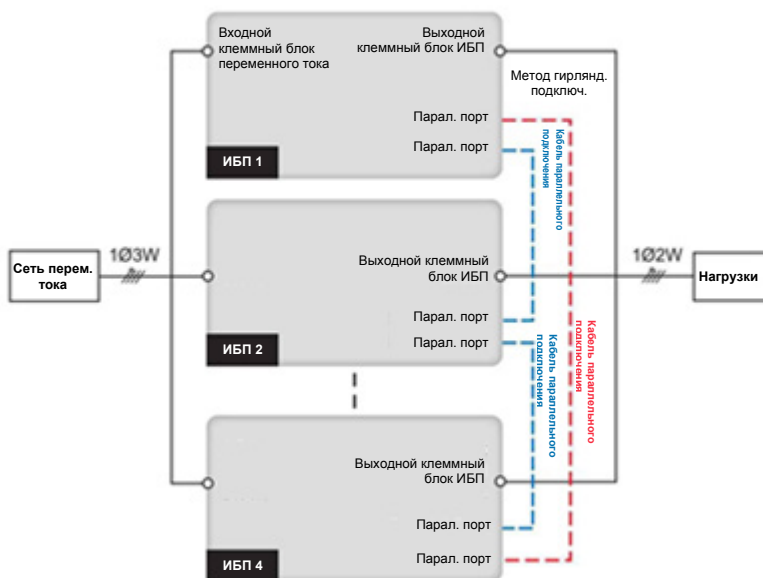 Входной
клеммный блок
переменного тока
Выходной
клеммный блок ИБП
Метод гирлянд.
подключ.
Парал. порт
Парал. порт
ИБП 1
Кабель параллельного
подключения
1Ø3W
Сеть перем.
тока
Выходной клеммный
блок ИБП
1Ø2W
Нагрузки
Парал. порт
Парал. порт
ИБП 2
Кабель параллельного
подключения
Кабель параллельного
подключения
Выходной клеммный
блок ИБП
Парал. порт
Парал. порт
ИБП 4